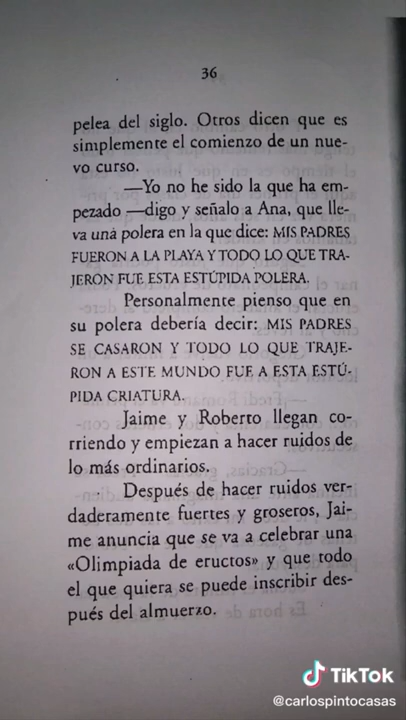 36
pelea del siglo. Otros dicen que es
simplemente el comienzo de un nue-
vo curso.
—Yo no he sido la que ha em-
pezado —digo y señalo a Ana, que lle-
va una polera en la que dice: MIS PADRES
FUERON A LA PLAYA Y TODO LO QUE TRA-
JERON FUE ESTA ESTÚPIDA POLERA.
Personalmente pienso que en
su polera debería decir: MIS PADRES
SE CASARON Y TODO LO QUE TRAJE-
RON A ESTE MUNDO FUE A ESTA ESTÚ-
PIDA CRIATURA.
Jaime y Roberto llegan co-
rriendo y empiezan a hacer ruidos de
lo más ordinarios.
Después de hacer ruidos ver-
daderamente fuertes y groseros, Jai-
me anuncia que se va a celebrar una
«Olimpiada de eructos» y que todo
el que quiera se puede inscribir des-
pués del almuerzo.
TikTok
@carlospintocasas